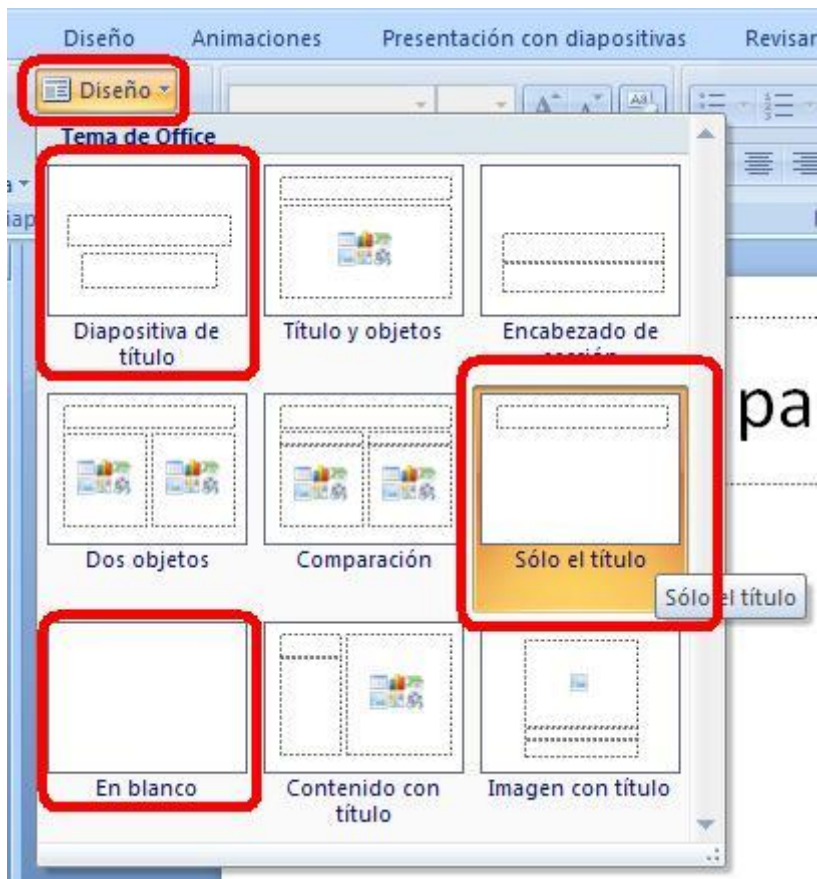 Diseño Animaciones Presentación con diapositivas Revisar
Diseño
Tema de Office
Diapositiva de
título
Título y objetos
Encabezado de
sección
Dos objetos
Comparación
Sólo el título
Sólo el título
En blanco
Contenido con
título
Imagen con título
pa